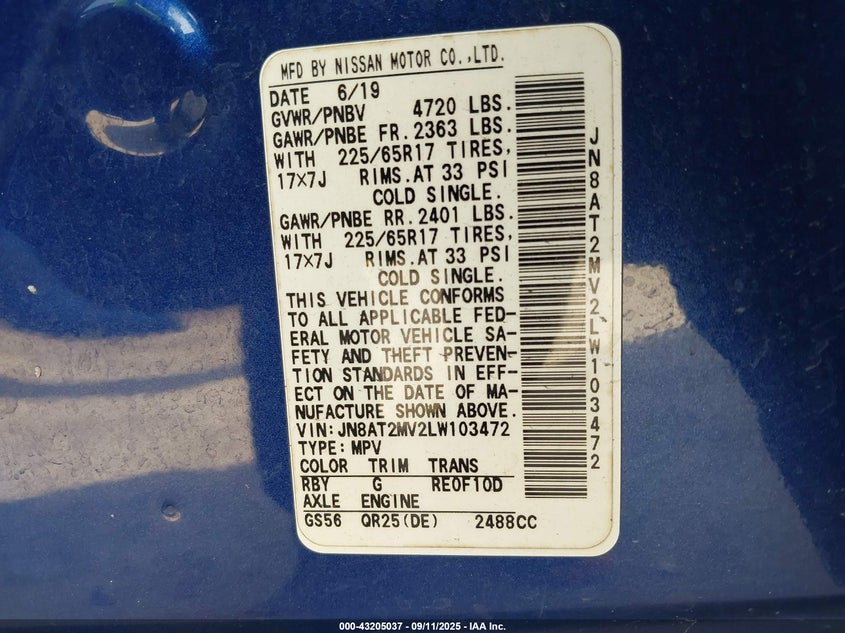 MFD BY NISSAN MOTOR CO.,LTD.
DATE 6/19
GVWR/PNBV 4720 LBS.
GAWR/PNBE FR. 2363 LBS.
WITH 225/65R17 TIRES,
17×7J RIMS.AT 33 PSI
COLD SINGLE.
GAWR/PNBE RR. 2401 LBS.
WITH 225/65R17 TIRES,
17×7J RIMS.AT 33 PSI
COLD SINGLE.
THIS VEHICLE CONFORMS
TO ALL APPLICABLE FED-
ERAL MOTOR VEHICLE SA-
FETY AND THEFT PREVEN-
TION STANDARDS IN EFF-
ECT ON THE DATE OF MA-
NUFACTURE SHOWN ABOVE.
VIN:JN8AT2MV2LW103472
TYPE:MPV
COLOR TRIM TRANS
RBY G RE0F10D
AXLE ENGINE
GS56 QR25(DE) 2488CC
JN8AT2MV2LW103472
000-43205037 - 09/11/2025 - IAA Inc.